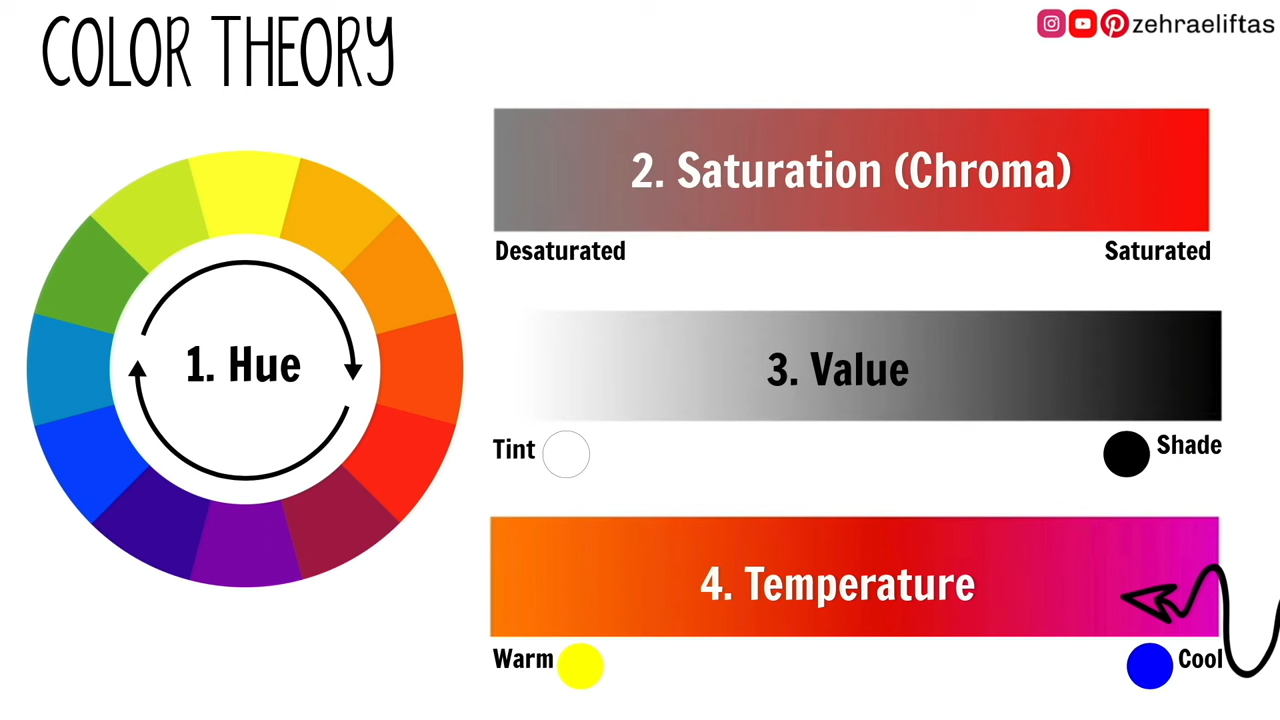 COLOR THEORY
zehraeliftas
1. Hue
2. Saturation (Chroma)
Desaturated
Saturated
3. Value
Tint
Shade
4. Temperature
Warm
Cool